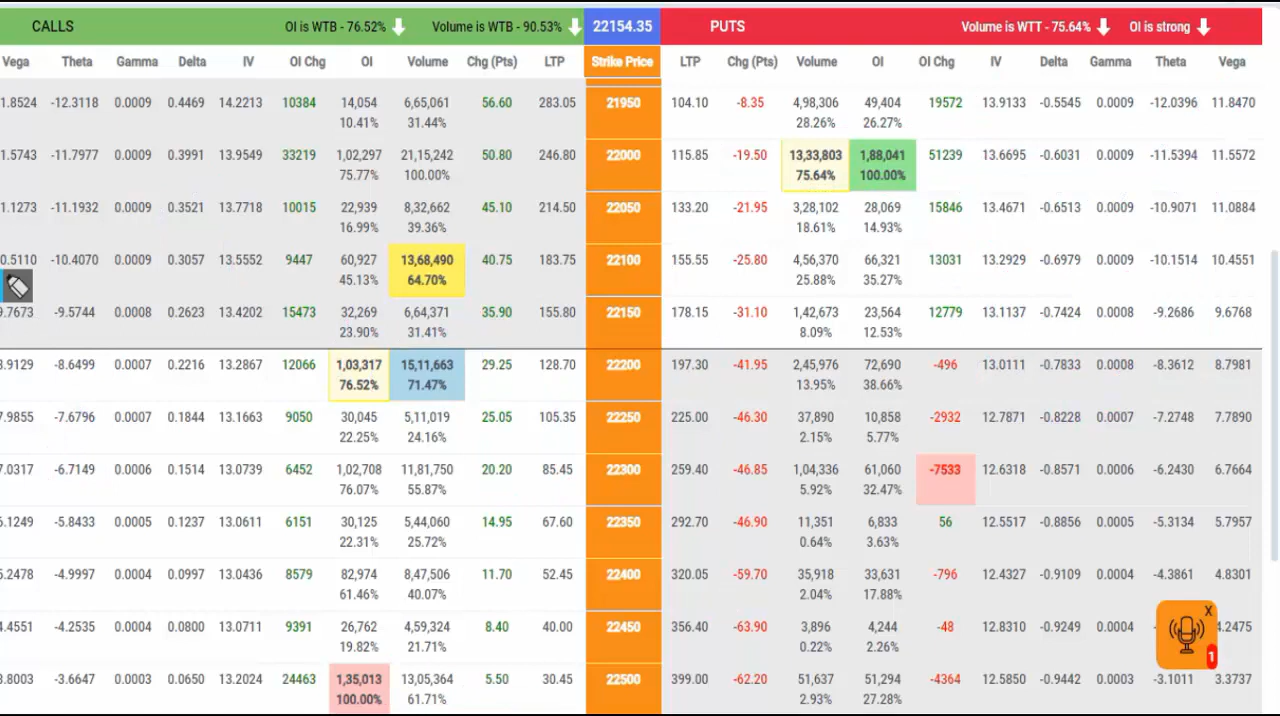 CALLS OI is WTB - 76.52% Volume is WTB - 90.53% 22154.35 PUTS Volume is WTT - 75.64% OI is strong
Vega Theta Gamma Delta IV OI Chg OI Volume Chg (Pts) LTP Strike Price LTP Chg (Pts) Volume OI OI Chg IV Delta Gamma Theta Vega
1.8524 -12.3118 0.0009 0.4469 14.2213 10384 14,054 6,65,061 56.60 283.05 21950 104.10 -8.35 4,98,306 49,404 19572 13.9133 -0.5545 0.0009 -12.0396 11.8470
10.41% 31.44% 28.26% 26.27%
1.5743 -11.7977 0.0009 0.3991 13.9549 33219 1,02,297 21,15,242 50.80 246.80 22000 115.85 -19.50 13,33,803 1,88,041 51239 13.6695 -0.6031 0.0009 -11.5394 11.5572
75.77% 100.00% 75.64% 100.00%
1.1273 -11.1932 0.0009 0.3521 13.7718 10015 22,939 8,32,662 45.10 214.50 22050 133.20 -21.95 3,28,102 28,069 15846 13.4671 -0.6513 0.0009 -10.9071 11.0884
16.99% 39.36% 18.61% 14.93%
0.5110 -10.4070 0.0009 0.3057 13.5552 9447 60,927 13,68,490 40.75 183.75 22100 155.55 -25.80 4,56,370 66,321 13031 13.2929 -0.6979 0.0009 -10.1514 10.4551
45.13% 64.70% 25.88% 35.27%
9.7673 -9.5744 0.0008 0.2623 13.4202 15473 32,269 6,64,371 35.90 155.80 22150 178.15 -31.10 1,42,673 23,564 12779 13.1137 -0.7424 0.0008 -9.2686 9.6768
23.90% 31.41% 8.09% 12.53%
8.9129 -8.6499 0.0007 0.2216 13.2867 12066 1,03,317 15,11,663 29.25 128.70 22200 197.30 -41.95 2,45,976 72,690 -496 13.0111 -0.7833 0.0008 -8.3612 8.7981
76.52% 71.47% 13.95% 38.66%
7.9855 -7.6796 0.0007 0.1844 13.1663 9050 30,045 5,11,019 25.05 105.35 22250 225.00 -46.30 37,890 10,858 -2932 12.7871 -0.8228 0.0007 -7.2748 7.7890
22.25% 24.16% 2.15% 5.77%
7.0317 -6.7149 0.0006 0.1514 13.0739 6452 1,02,708 11,81,750 20.20 85.45 22300 259.40 -46.85 1,04,336 61,060 -7533 12.6318 -0.8571 0.0006 -6.2430 6.7664
76.07% 55.87% 5.92% 32.47%
6.1249 -5.8433 0.0005 0.1237 13.0611 6151 30,125 5,44,060 14.95 67.60 22350 292.70 -46.90 11,351 6,833 56 12.5517 -0.8856 0.0005 -5.3134 5.7957
22.31% 25.72% 0.64% 3.63%
5.2478 -4.9997 0.0004 0.0997 13.0436 8579 82,974 8,47,506 11.70 52.45 22400 320.05 -59.70 35,918 33,631 -796 12.4327 -0.9109 0.0004 -4.3861 4.8301
61.46% 40.07% 2.04% 17.88%
4.4551 -4.2535 0.0004 0.0800 13.0711 9391 26,762 4,59,324 8.40 40.00 22450 356.40 -63.90 3,896 4,244 -48 12.8310 -0.9249 0.0004 4.2475
19.82% 21.71% 0.22% 2.26%
3.8003 -3.6647 0.0003 0.0650 13.2024 24463 1,35,013 13,05,364 5.50 30.45 22500 399.00 -62.20 51,637 51,294 -4364 12.5850 -0.9442 0.0003 -3.1011 3.3737
100.00% 61.71% 2.93% 27.28%
X
1